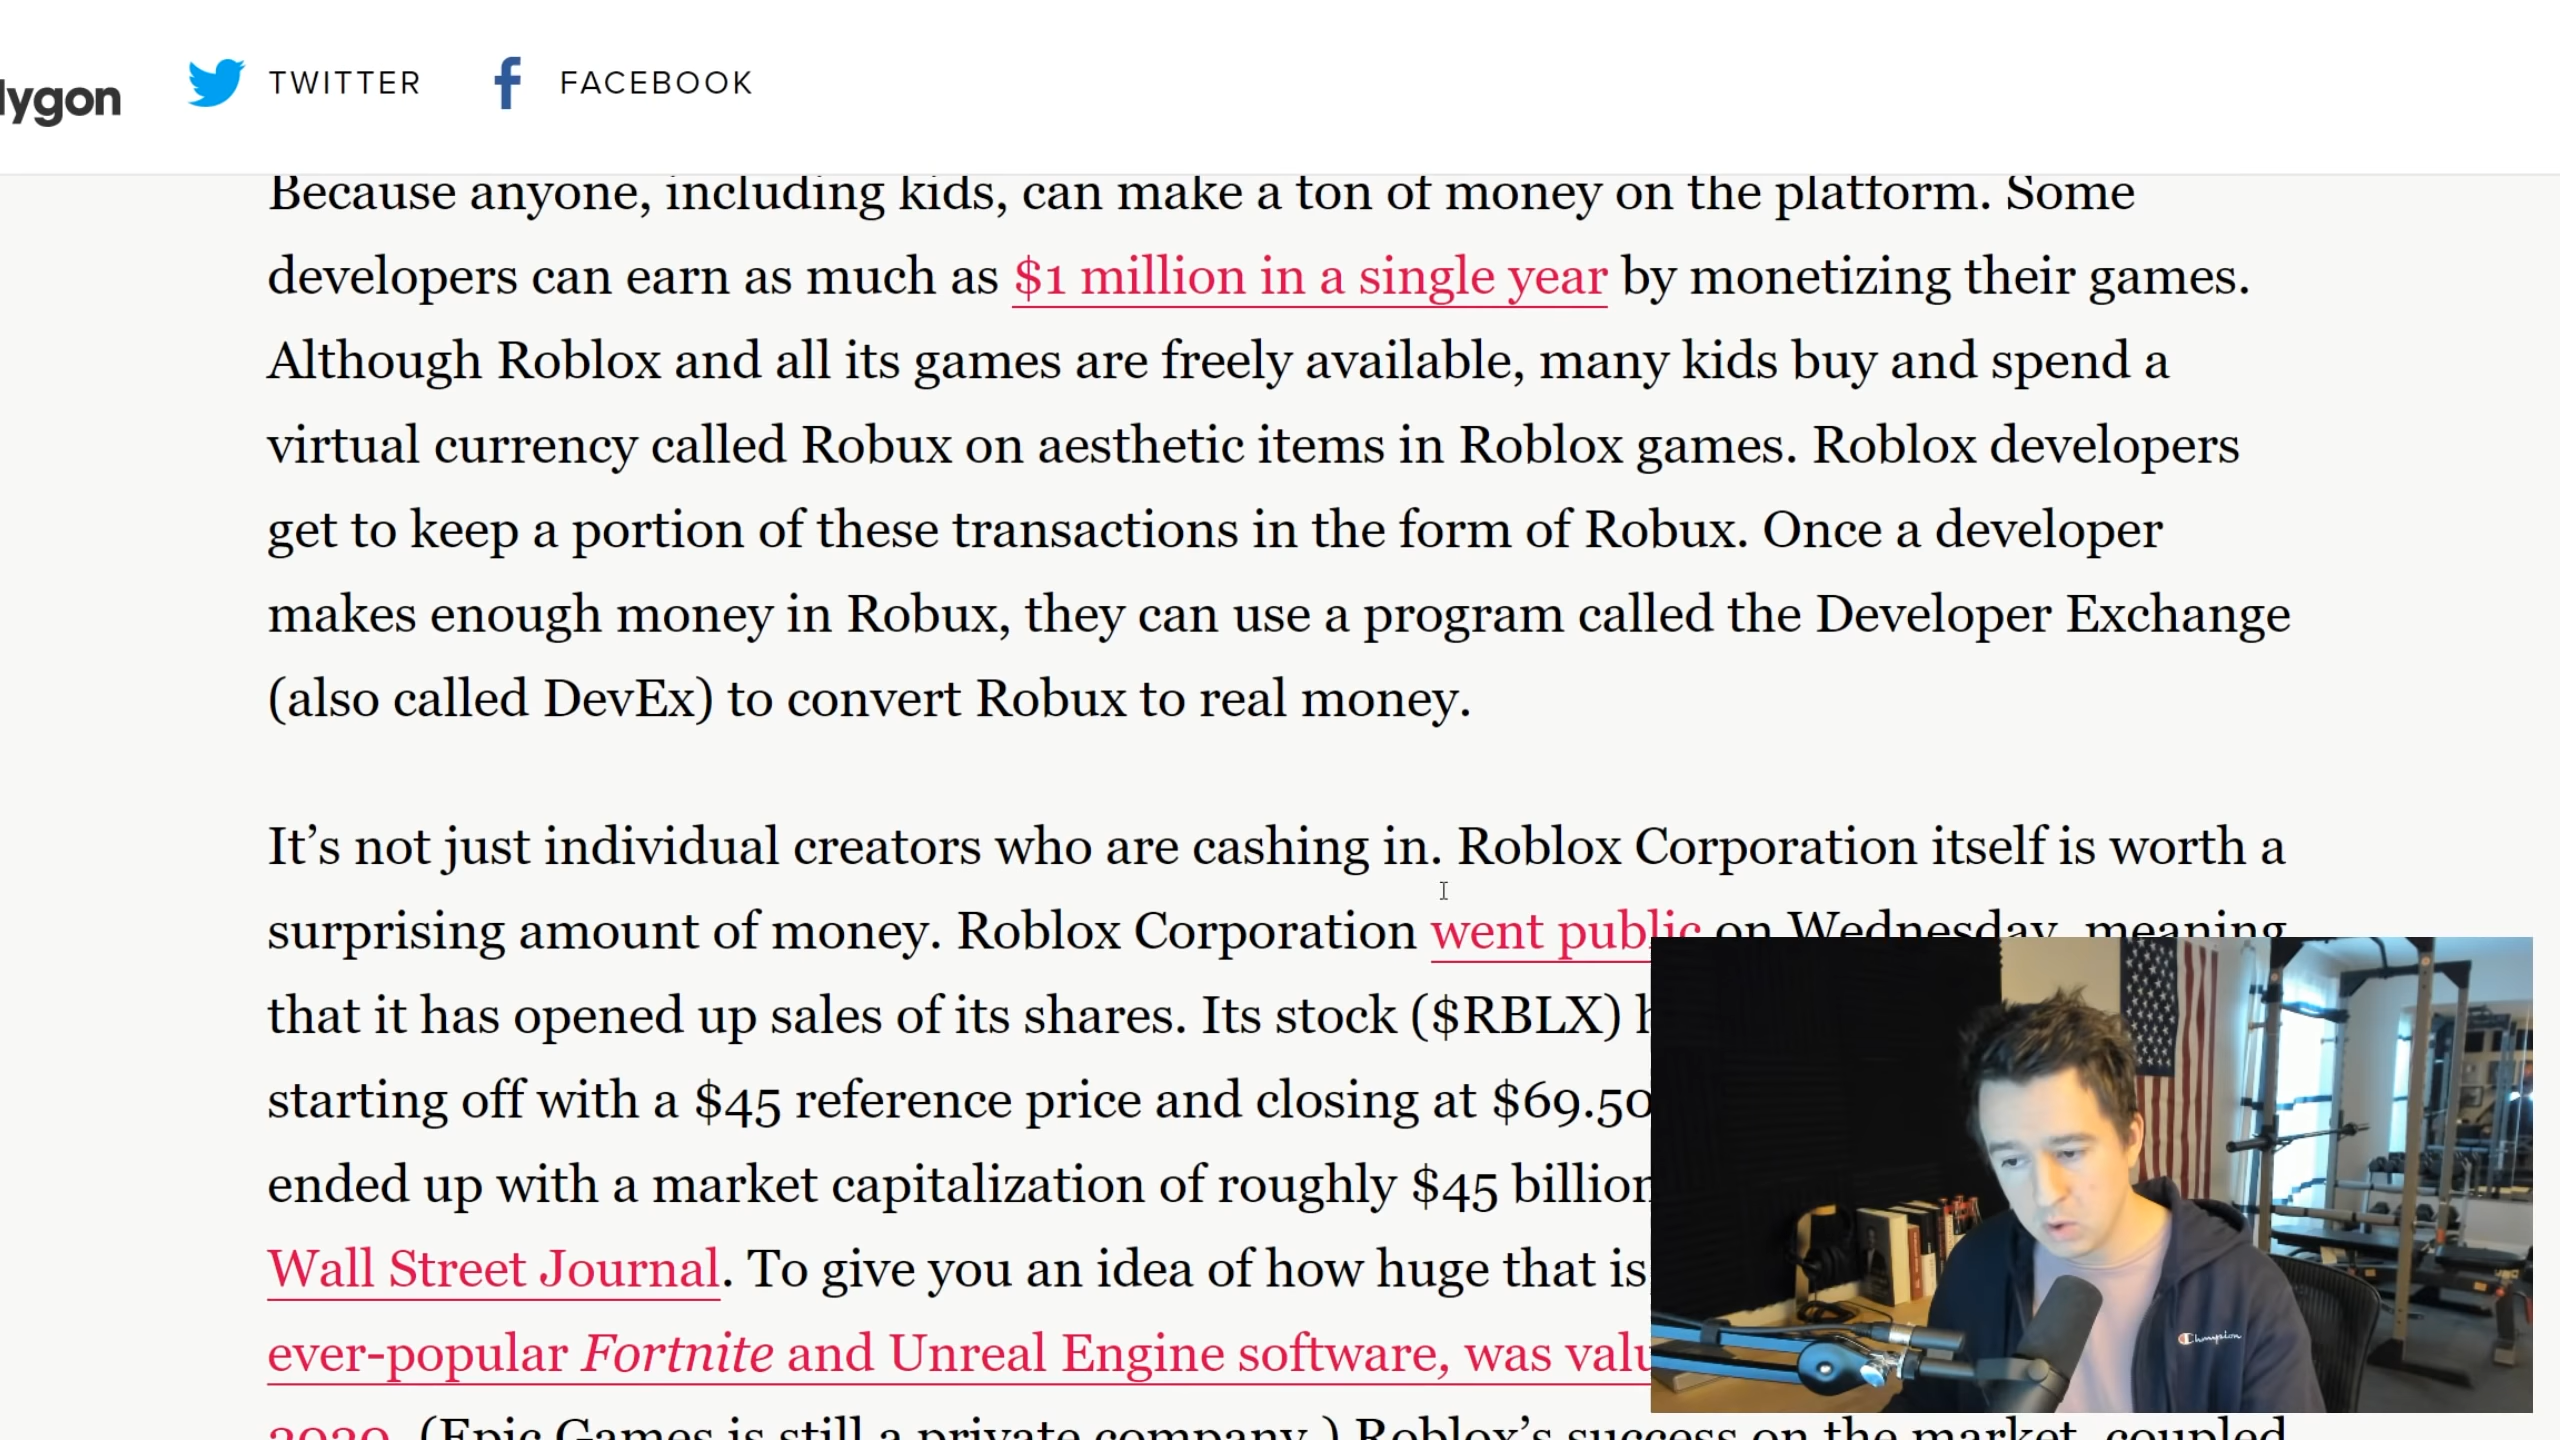 lygon
TWITTER
FACEBOOK
Because anyone, including kids, can make a ton of money on the platform. Some
developers can earn as much as $1 million in a single year by monetizing their games.
Although Roblox and all its games are freely available, many kids buy and spend a
virtual currency called Robux on aesthetic items in Roblox games. Roblox developers
get to keep a portion of these transactions in the form of Robux. Once a developer
makes enough money in Robux, they can use a program called the Developer Exchange
(also called DevEx) to convert Robux to real money.
It’s not just individual creators who are cashing in. Roblox Corporation itself is worth a
surprising amount of money. Roblox Corporation went public on Wednesday, meaning
that it has opened up sales of its shares. Its stock ($RBLX)
starting off with a $45 reference price and closing at $69.50
ended up with a market capitalization of roughly $45 billion
Wall Street Journal. To give you an idea of how huge that is
ever-popular Fortnite and Unreal Engine software, was
2020. (Epic Games is still a private company.) Roblox’s success on the market, coupled
Champion